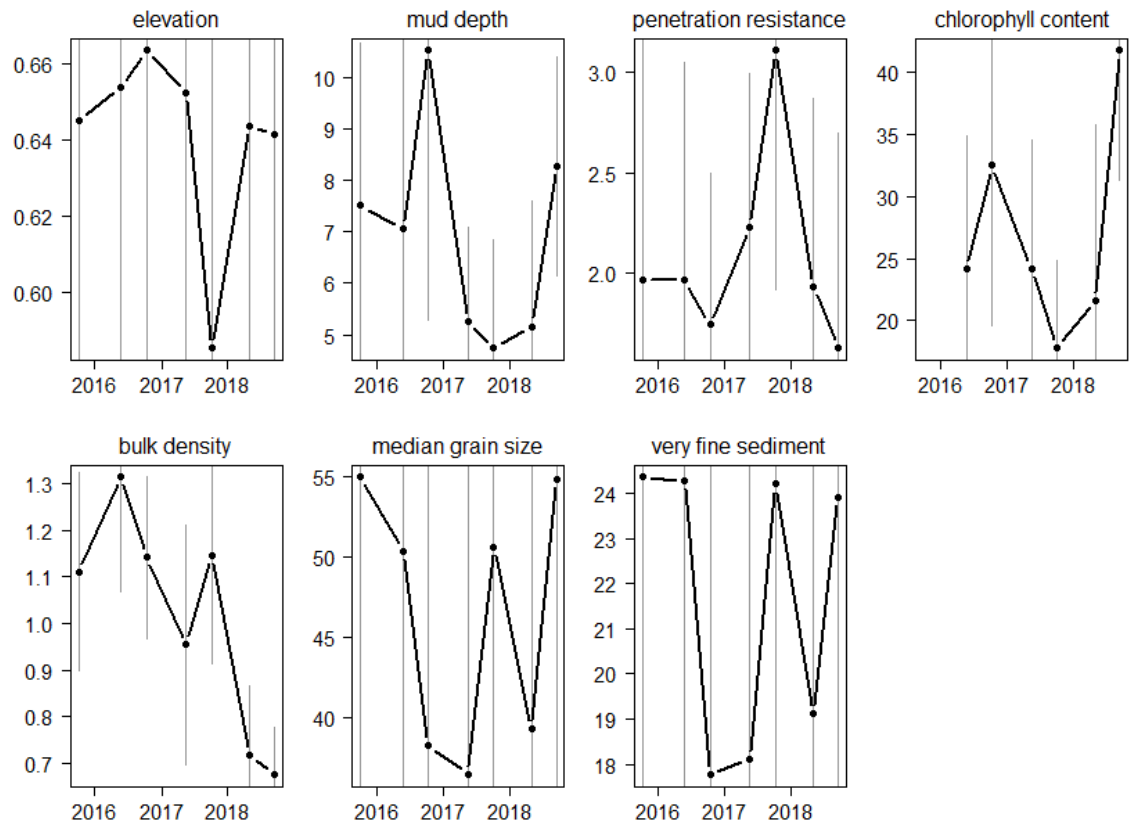 elevation
0.66
0.64
0.62
0.60
2016 2017 2018
mud depth
10
9
8
7
6
5
2016 2017 2018
penetration resistance
3.0
2.5
2.0
2016 2017 2018
chlorophyll content
40
35
30
25
20
2016 2017 2018
bulk density
1.3
1.2
1.1
1.0
0.9
0.8
0.7
2016 2017 2018
median grain size
55
50
45
40
2016 2017 2018
very fine sediment
24
23
22
21
20
19
18
2016 2017 2018